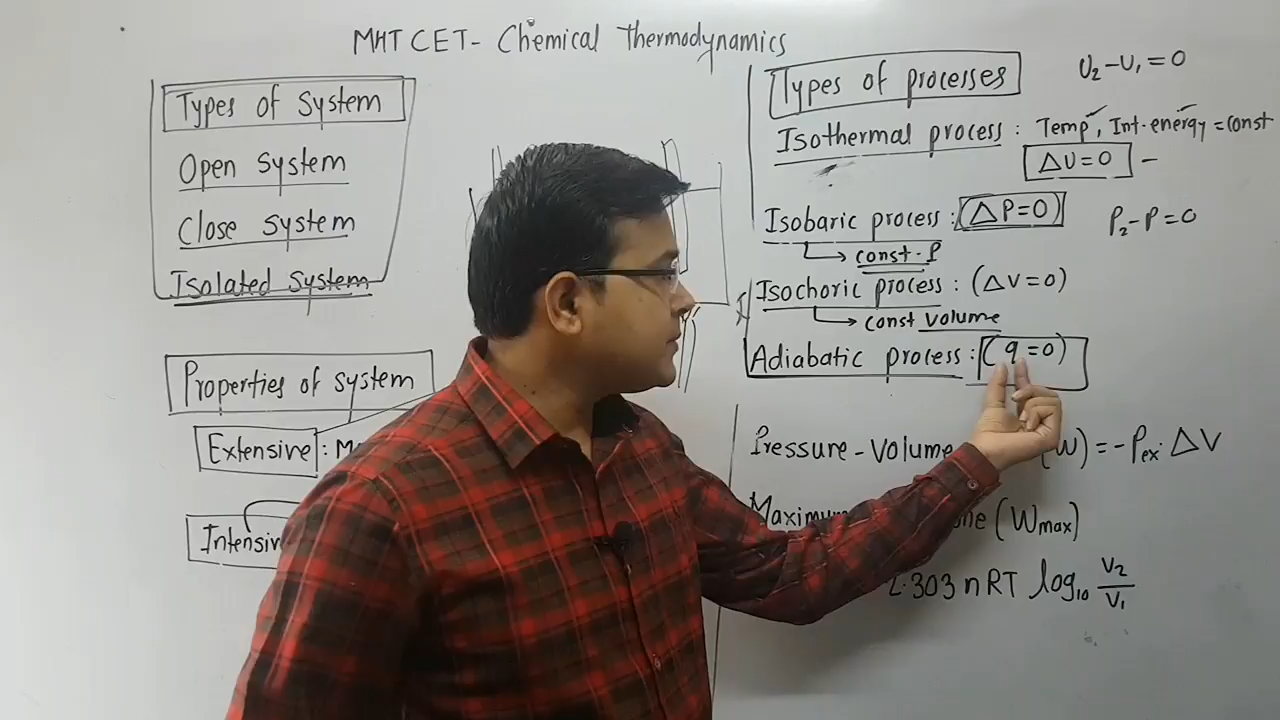 MHT CET - Chemical Thermodynamics
Types of System
Open System
Close System
Isolated System
Properties of system
Extensive :
Types of processes
U₂-U₁=0
Isothermal process : Temp, Int. energy = const
ΔU=0 -
Isobaric process : (ΔP=0)
P₂-P=0
const. P
Isochoric process : (ΔV=0)
const volume
Adiabatic process : (q=0)
Pressure - Volume (W) = -Pex. ΔV
(Wmax)
2.303 nRT log₁₀ V₂/V₁